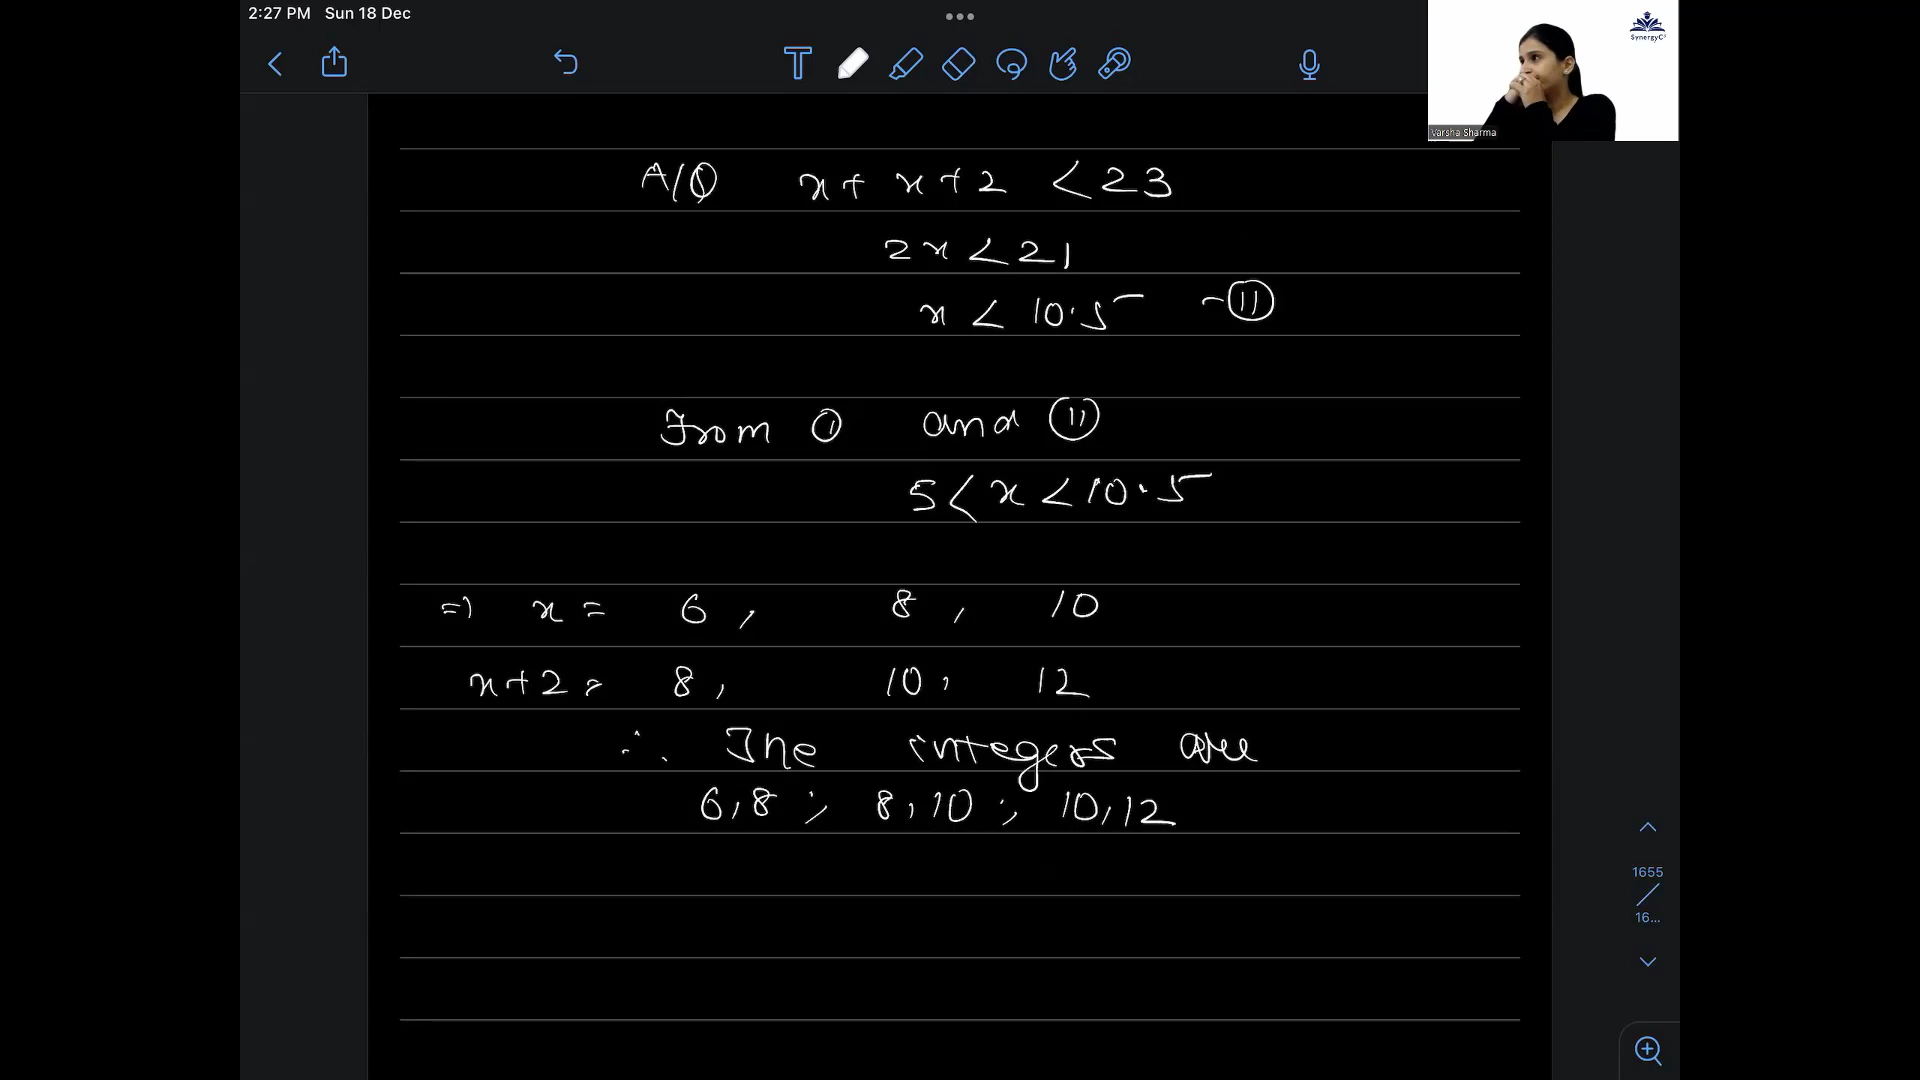 2:27 PM Sun 18 Dec
SynergyC²
Varsha Sharma
A/Q x + x + 2 < 23
2x < 21
x < 10.5 - (II)
From (I) and (II)
5 < x < 10.5
=> x = 6, 8, 10
x+2 = 8, 10, 12
∴ The integers are
6,8 ; 8,10 ; 10,12
1655
16...